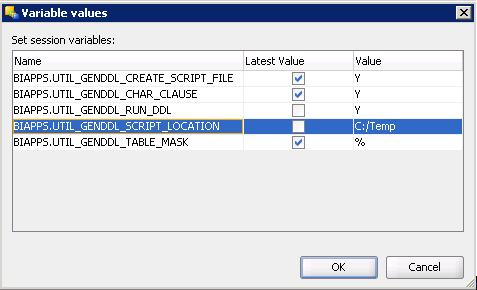 Variable values
Set session variables:
Name Latest Value Value
BIAPPS.UTIL_GENDDL_CREATE_SCRIPT_FILE Y
BIAPPS.UTIL_GENDDL_CHAR_CLAUSE Y
BIAPPS.UTIL_GENDDL_RUN_DDL Y
BIAPPS.UTIL_GENDDL_SCRIPT_LOCATION C:/Temp
BIAPPS.UTIL_GENDDL_TABLE_MASK %
OK Cancel